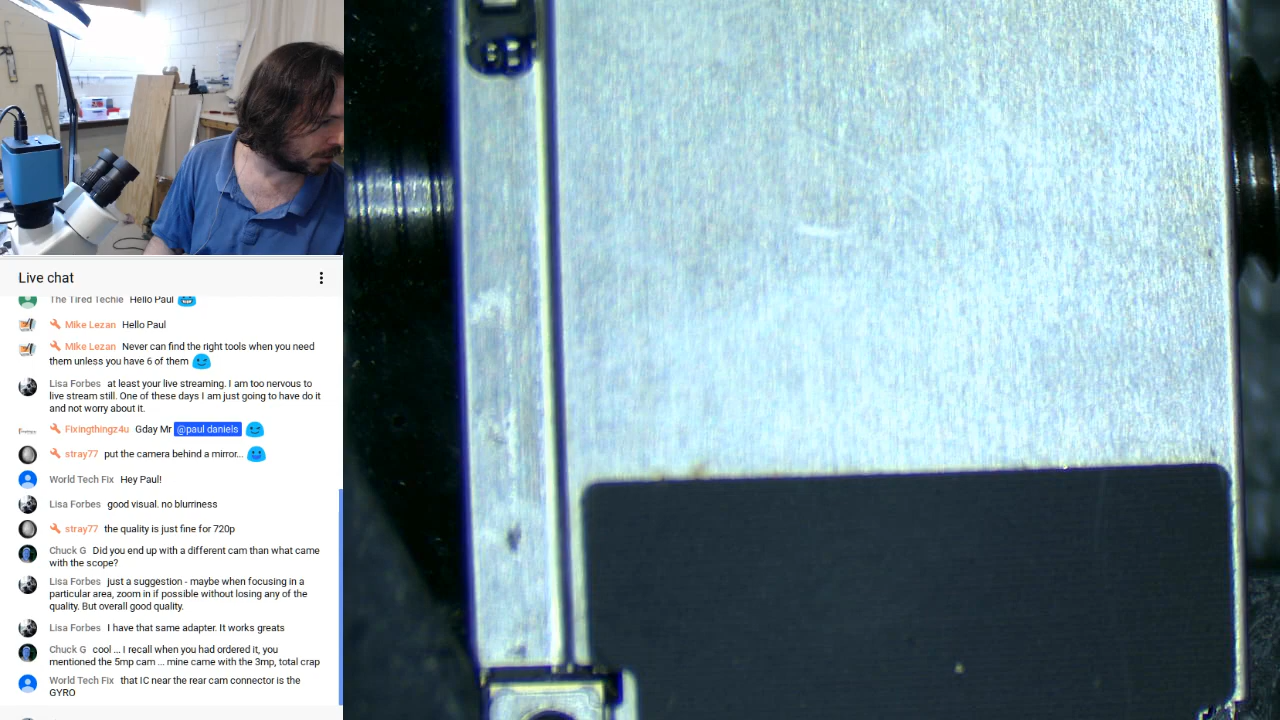 Live chat
The Tired Techie Hello Paul
Mike Lezan Hello Paul
Mike Lezan Never can find the right tools when you need
them unless you have 6 of them
Lisa Forbes at least your live streaming. I am too nervous to
live stream still. One of these days I am just going to have do it
and not worry about it.
Fixingthingz4u Gday Mr @paul daniels
stray77 put the camera behind a mirror...
World Tech Fix Hey Paul!
Lisa Forbes good visual. no blurriness
stray77 the quality is just fine for 720p
Chuck G Did you end up with a different cam than what came
with the scope?
Lisa Forbes just a suggestion - maybe when focusing in a
particular area, zoom in if possible without losing any of the
quality. But overall good quality.
Lisa Forbes I have that same adapter. It works greats
Chuck G cool ... I recall when you had ordered it, you
mentioned the 5mp cam ... mine came with the 3mp, total crap
World Tech Fix that IC near the rear cam connector is the
GYRO